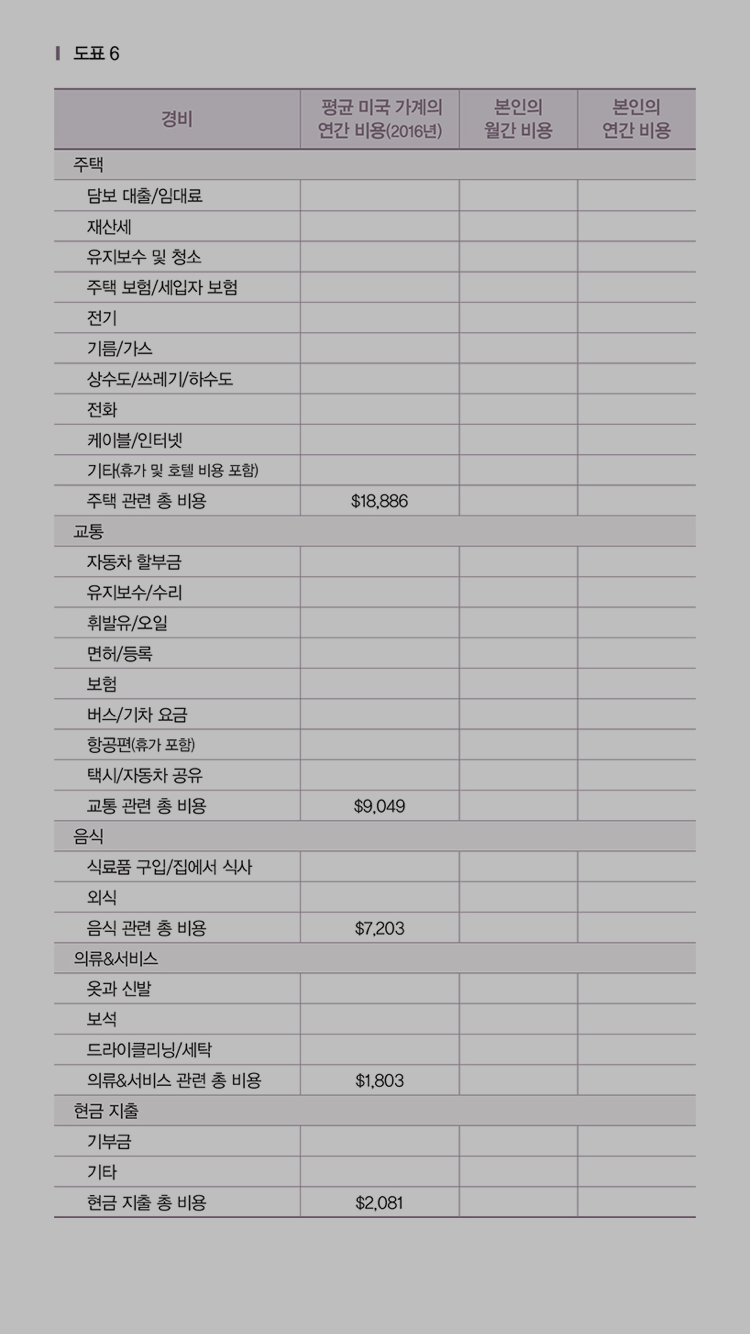 도표 6
경비
평균 미국 가계의
연간 비용(2016년)
본인의
월간 비용
본인의
연간 비용
주택
담보 대출/임대료
재산세
유지보수 및 청소
주택 보험/세입자 보험
전기
기름/가스
상수도/쓰레기/하수도
전화
케이블/인터넷
기타(휴가 및 호텔 비용 포함)
주택 관련 총 비용 $18,886
교통
자동차 할부금
유지보수/수리
휘발유/오일
면허/등록
보험
버스/기차 요금
항공편(휴가 포함)
택시/자동차 공유
교통 관련 총 비용 $9,049
음식
식료품 구입/집에서 식사
외식
음식 관련 총 비용 $7,203
의류&서비스
옷과 신발
보석
드라이클리닝/세탁
의류&서비스 관련 총 비용 $1,803
현금 지출
기부금
기타
현금 지출 총 비용 $2,081